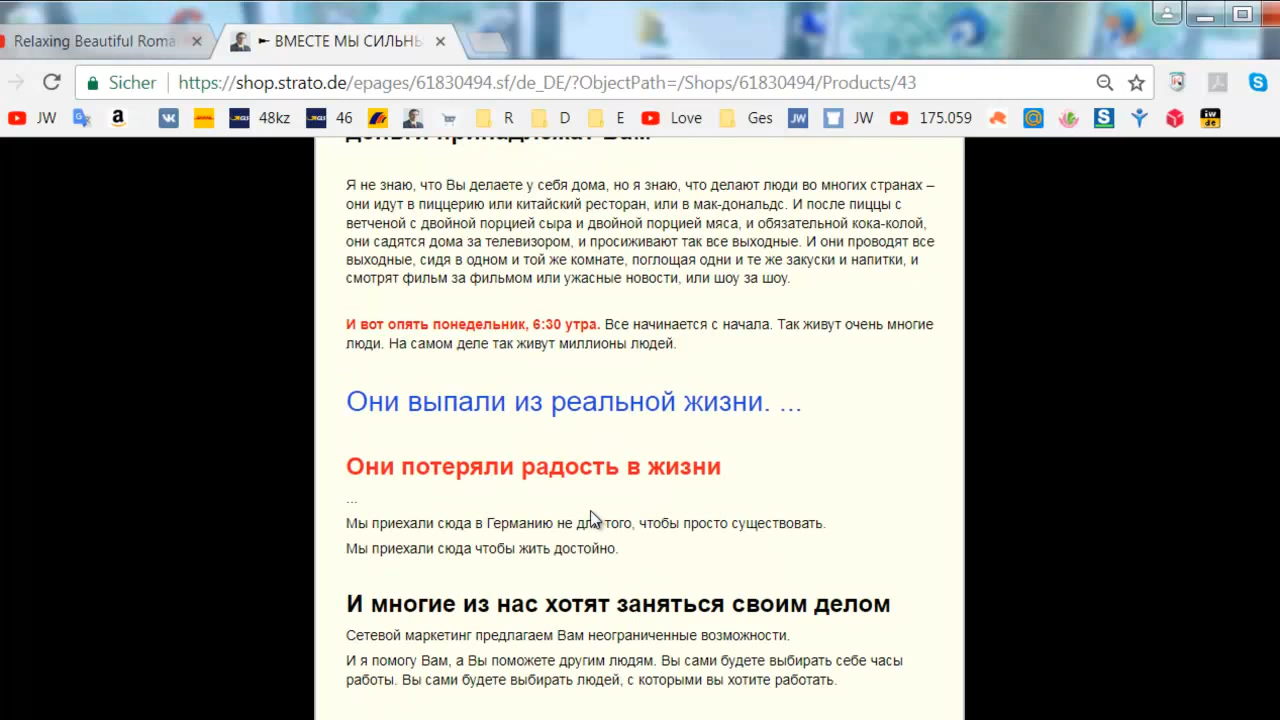 Relaxing Beautiful Roma
► ВМЕСТЕ МЫ СИЛЬНЬ
Sicher
https://shop.strato.de/epages/61830494.sf/de_DE/?ObjectPath=/Shops/61830494/Products/43
JW 48kz 46 R D E Love Ges JW JW 175.059 S iw de
деньги принадлежат Вам
Я не знаю, что Вы делаете у себя дома, но я знаю, что делают люди во многих странах –
они идут в пиццерию или китайский ресторан, или в мак-дональдс. И после пиццы с
ветченой с двойной порцией сыра и двойной порцией мяса, и обязательной кока-колой,
они садятся дома за телевизором, и просиживают так все выходные. И они проводят все
выходные, сидя в одном и той же комнате, поглощая одни и те же закуски и напитки, и
смотрят фильм за фильмом или ужасные новости, или шоу за шоу.
И вот опять понедельник, 6:30 утра. Все начинается с начала. Так живут очень многие
люди. На самом деле так живут миллионы людей.
Они выпали из реальной жизни. ...
Они потеряли радость в жизни
...
Мы приехали сюда в Германию не для того, чтобы просто существовать.
Мы приехали сюда чтобы жить достойно.
И многие из нас хотят заняться своим делом
Сетевой маркетинг предлагаем Вам неограниченные возможности.
И я помогу Вам, а Вы поможете другим людям. Вы сами будете выбирать себе часы
работы. Вы сами будете выбирать людей, с которыми вы хотите работать.